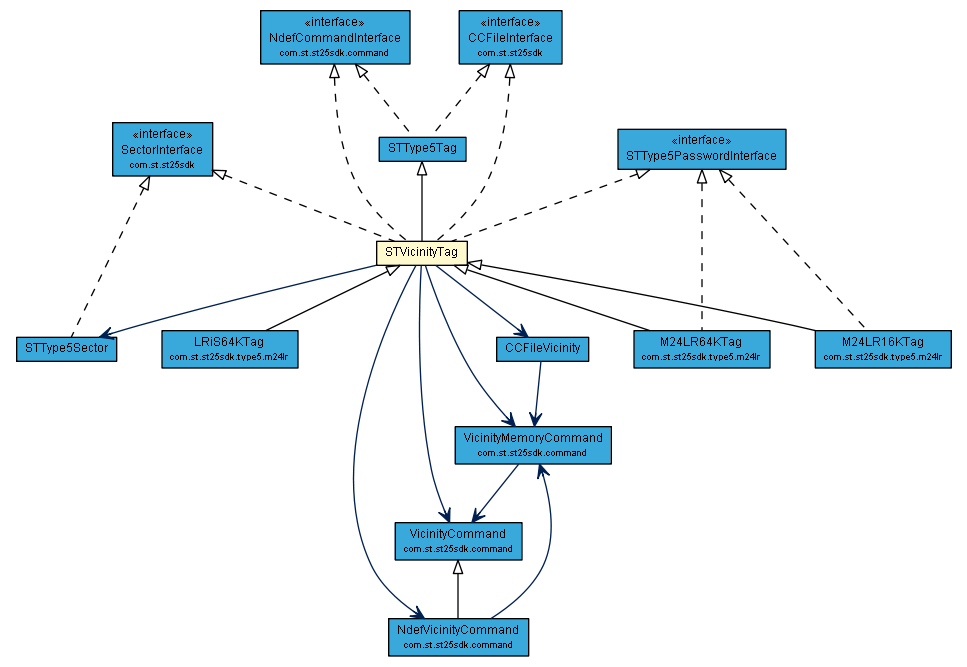 «interface»
NdefCommandInterface
com.st.st25sdk.command
«interface»
CCFileInterface
com.st.st25sdk
«interface»
SectorInterface
com.st.st25sdk
STType5Tag
«interface»
STType5PasswordInterface
STVicinityTag
STType5Sector
LRiS64KTag
com.st.st25sdk.type5.m24lr
CCFileVicinity
M24LR64KTag
com.st.st25sdk.type5.m24lr
M24LR16KTag
com.st.st25sdk.type5.m24lr
VicinityMemoryCommand
com.st.st25sdk.command
VicinityCommand
com.st.st25sdk.command
NdefVicinityCommand
com.st.st25sdk.command